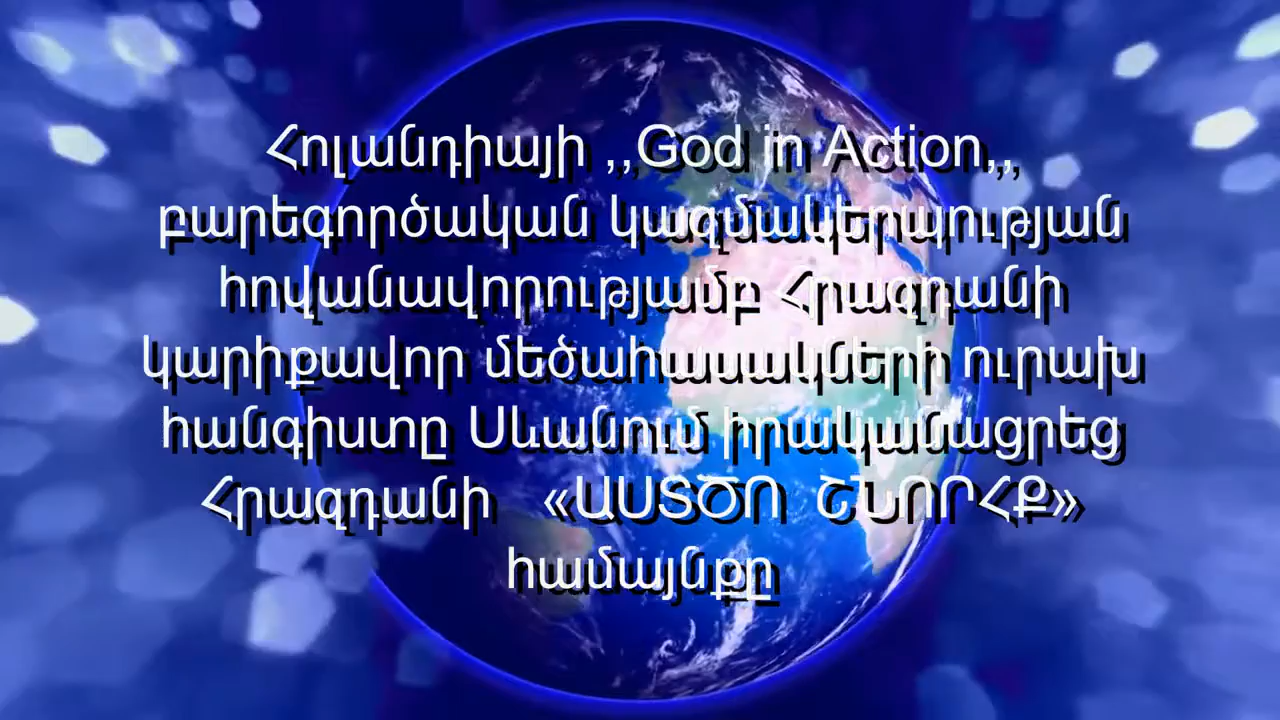 Հոլանդիայի ,,God in Action,,
բարեգործական կազմակերպության
հովանավորությամբ Հրազդանի
կարիքավոր մեծահասակների ուրախ
հանգիստը Սևանում իրականացրեց
Հրազդանի «ԱՍՏԾՈ ՇՆՈՐՀՔ»
համայնքը